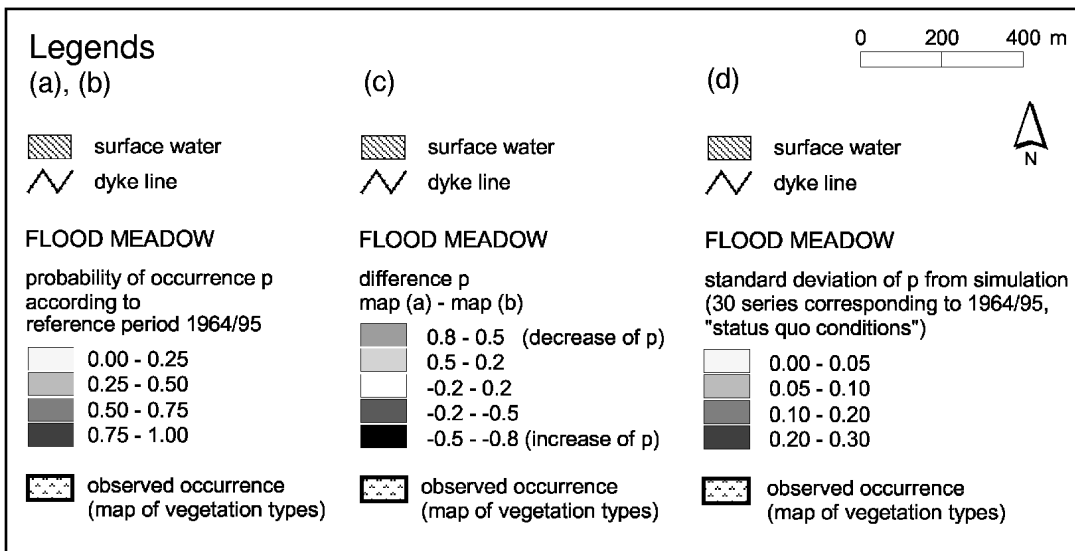 Legends
(a), (b)
surface water
dyke line
FLOOD MEADOW
probability of occurrence p
according to
reference period 1964/95
0.00 - 0.25
0.25 - 0.50
0.50 - 0.75
0.75 - 1.00
observed occurrence
(map of vegetation types)
(c)
surface water
dyke line
FLOOD MEADOW
difference p
map (a) - map (b)
0.8 - 0.5 (decrease of p)
0.5 - 0.2
-0.2 - 0.2
-0.2 - -0.5
-0.5 - -0.8 (increase of p)
observed occurrence
(map of vegetation types)
(d)
surface water
dyke line
FLOOD MEADOW
standard deviation of p from simulation
(30 series corresponding to 1964/95,
"status quo conditions")
0.00 - 0.05
0.05 - 0.10
0.10 - 0.20
0.20 - 0.30
observed occurrence
(map of vegetation types)
0 200 400 m
N